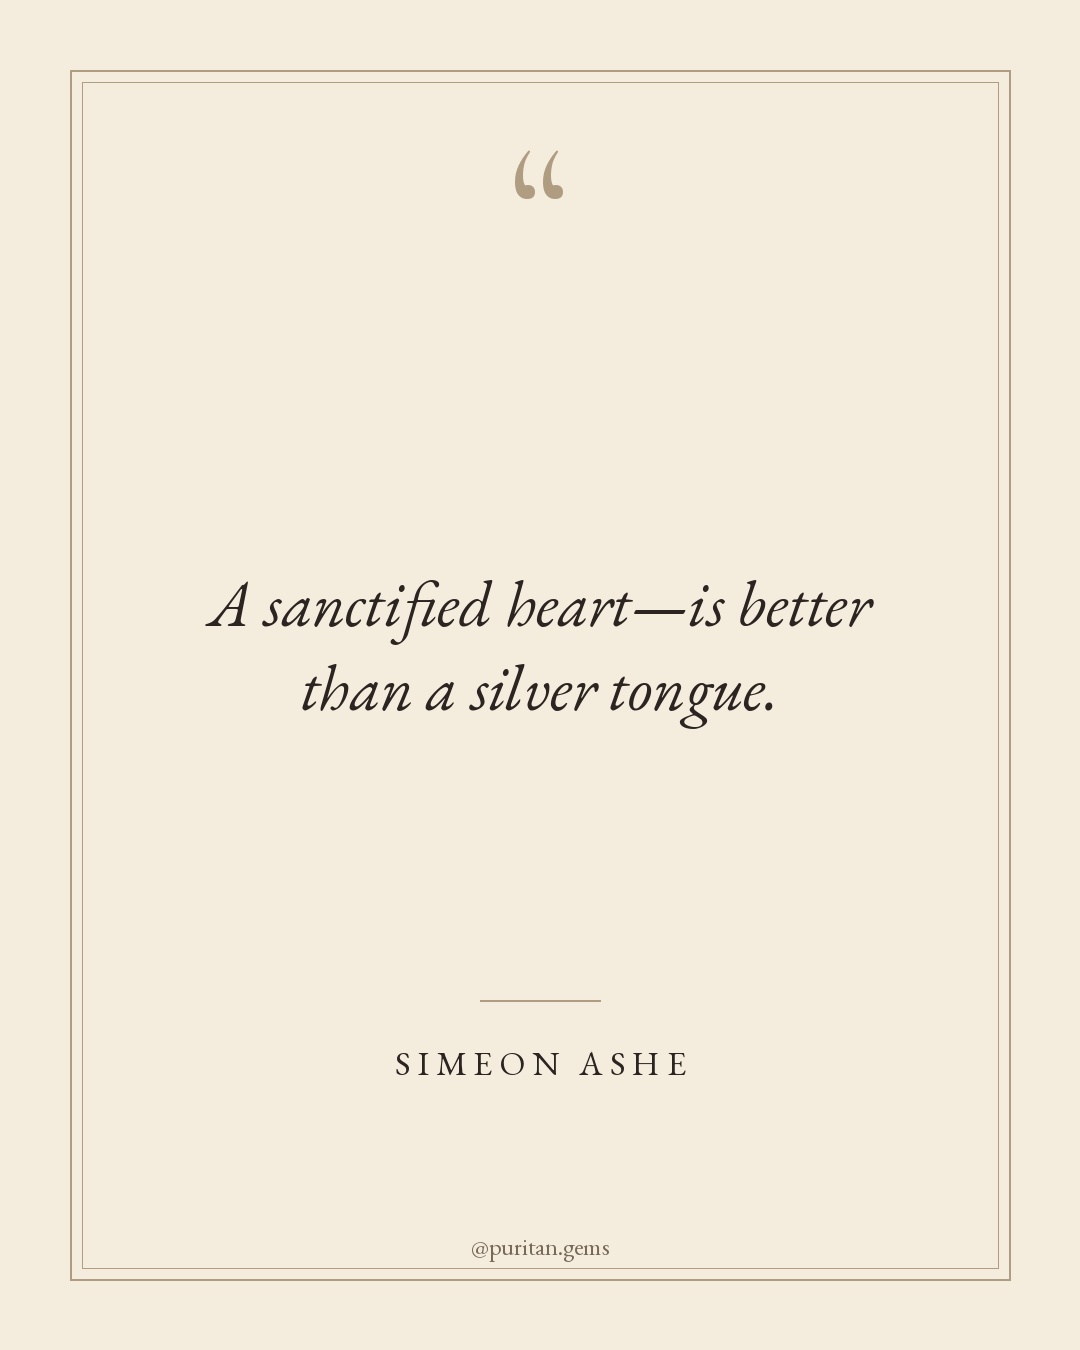 “
A sanctified heart—is better
than a silver tongue.
SIMEON ASHE
@puritan.gems